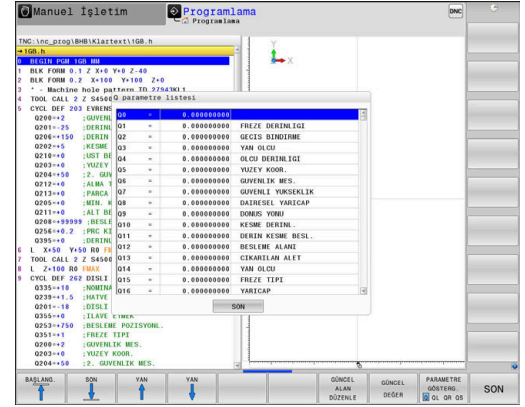 Manuel İşletim
Programlama
Programlama
DNC
TNC:\nc_prog\BHB\Klartext\1GB.h
→1GB.h
0 BEGIN PGM 1GB MM
1 BLK FORM 0.1 Z X+0 Y+0 Z-40
2 BLK FORM 0.2 X+100 Y+100 Z+0
3 * - Machine hole pattern ID 27943KL1
4 TOOL CALL 2 Z S4500
5 CYCL DEF 203 EVRENS
Q200=+2 ;GUVENL
Q201=-25 ;DERINL
Q206=+150 ;DERIN
Q202=+5 ;KESME
Q210=+0 ;UST BE
Q203=+0 ;YUZEY
Q204=+50 ;2. GUV
Q212=+0 ;ALMA T
Q213=+0 ;PARCA
Q205=+0 ;MIN. K
Q211=+0 ;ALT BE
Q208=+99999 ;BESLE
Q256=+0.2 ;PRC KI
Q395=+0 ;DERINL
6 L X+50 Y+50 R0 FM
7 TOOL CALL 2 Z S4500
8 L Z+100 R0 FMAX
9 CYCL DEF 262 DISLI
Q335=+10 ;NOMINA
Q239=+1.5 ;HATVE
Q201=-18 ;DISLI
Q355=+0 ;ILAVE ETMEK
Q253=+750 ;BESLEME POZISYONL.
Q351=+1 ;FREZE TIPI
Q200=+2 ;GUVENLIK MES.
Q203=+0 ;YUZEY KOOR.
Q204=+50 ;2. GUVENLIK MES.
Q parametre listesi
Q0 = 0.000000000
Q1 = 0.000000000 FREZE DERINLIGI
Q2 = 0.000000000 GECIS BINDIRME
Q3 = 0.000000000 YAN OLCU
Q4 = 0.000000000 OLCU DERINLIGI
Q5 = 0.000000000 YUZEY KOOR.
Q6 = 0.000000000 GUVENLIK MES.
Q7 = 0.000000000 GUVENLI YUKSEKLIK
Q8 = 0.000000000 DAIRESEL YARICAP
Q9 = 0.000000000 DONUS YONU
Q10 = 0.000000000 KESME DERINL.
Q11 = 0.000000000 DERIN KESME BESL.
Q12 = 0.000000000 BESLEME ALANI
Q13 = 0.000000000 CIKARILAN ALET
Q14 = 0.000000000 YAN OLCU
Q15 = 0.000000000 FREZE TIPI
Q16 = 0.000000000 YARICAP
SON
Y
X
BAŞLANG.
SON
YAN
YAN
GÜNCEL
ALAN
DÜZENLE
GÜNCEL
DEĞER
PARAMETRE
GÖSTERG.
Q QL QR QS
SON